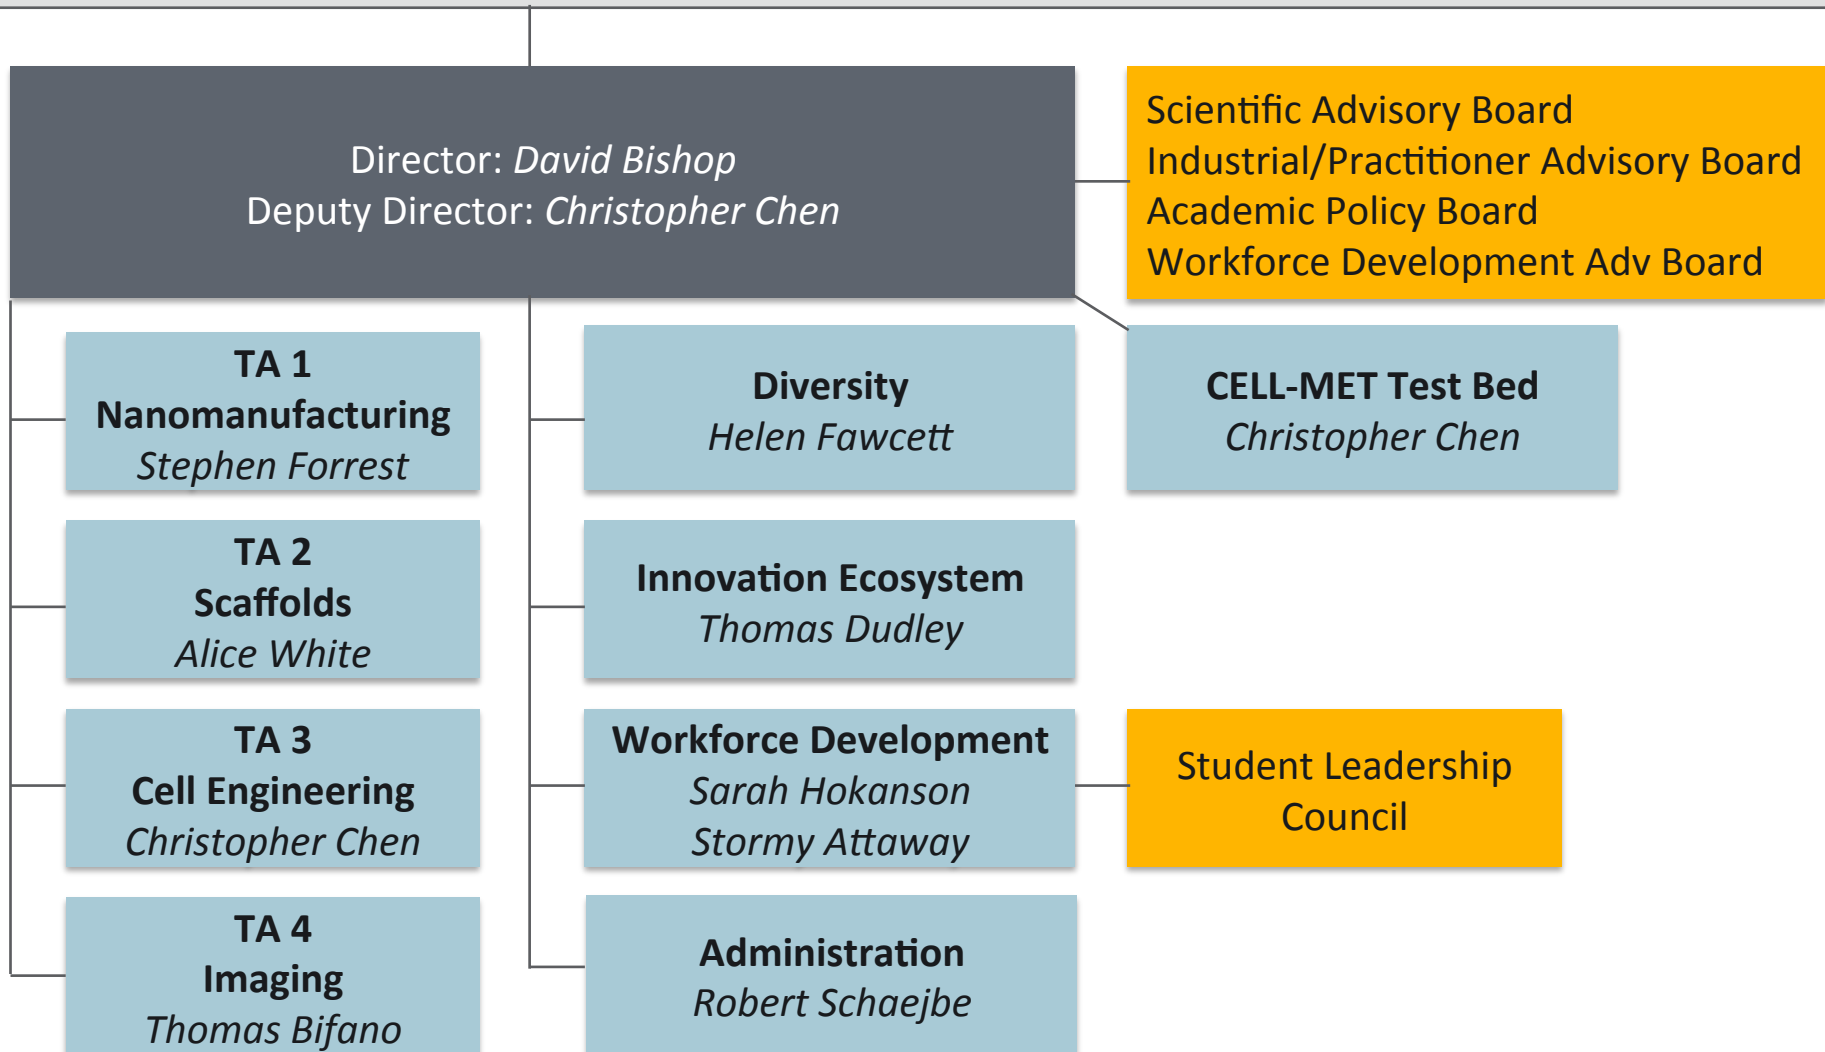 Director: David Bishop
Deputy Director: Christopher Chen
Scientific Advisory Board
Industrial/Practitioner Advisory Board
Academic Policy Board
Workforce Development Adv Board
TA 1
Nanomanufacturing
Stephen Forrest
Diversity
Helen Fawcett
CELL-MET Test Bed
Christopher Chen
TA 2
Scaffolds
Alice White
Innovation Ecosystem
Thomas Dudley
TA 3
Cell Engineering
Christopher Chen
Workforce Development
Sarah Hokanson
Stormy Attaway
Student Leadership
Council
TA 4
Imaging
Thomas Bifano
Administration
Robert Schaejbe